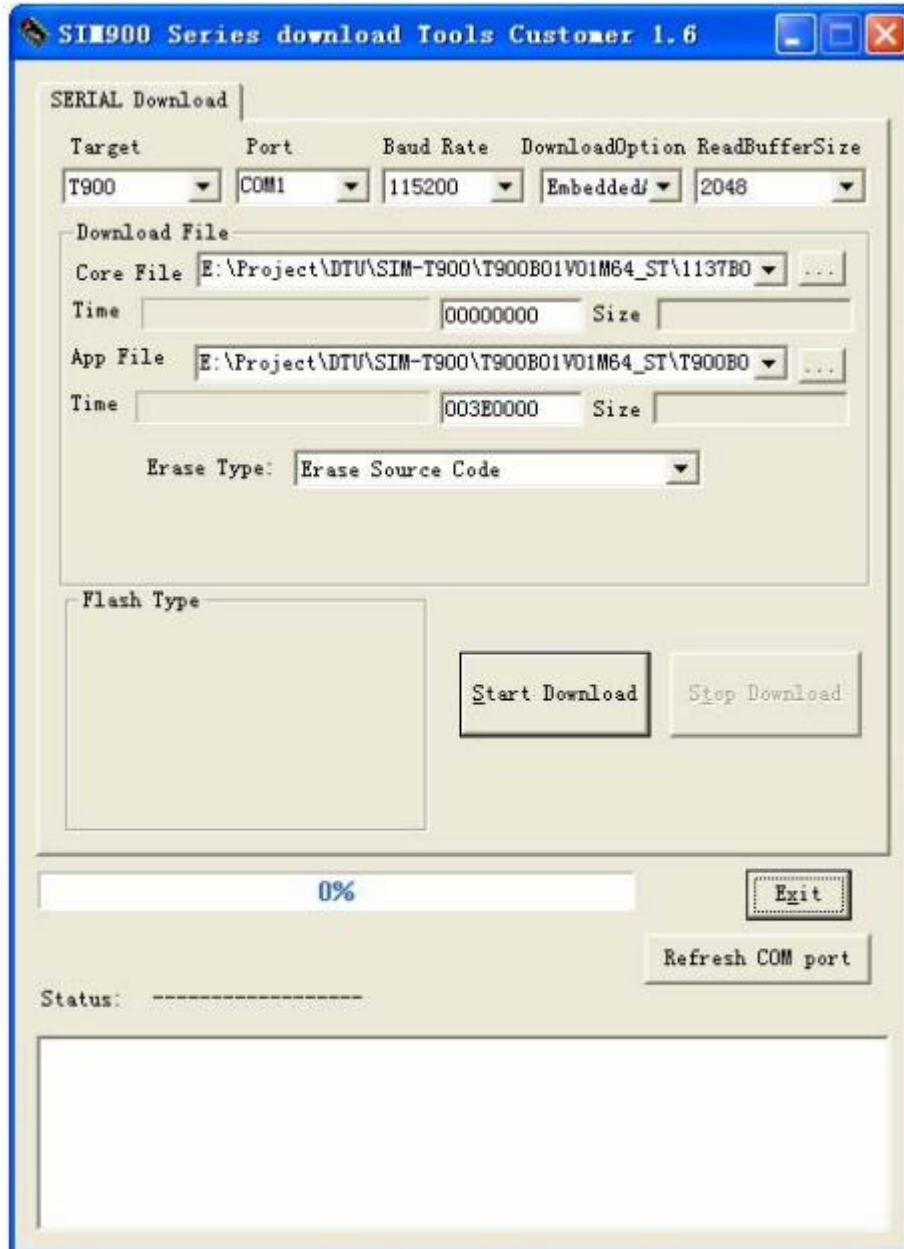 SIM900 Series download Tools Customer 1.6
SERIAL Download
Target Port Baud Rate DownloadOption ReadBufferSize
T900 COM1 115200 EmbeddedA 2048
Download File
Core File E:\Project\DTU\SIM-T900\T900B01V01M64_ST\1137B0 ...
Time 00000000 Size
App File E:\Project\DTU\SIM-T900\T900B01V01M64_ST\T900B0 ...
Time 003E0000 Size
Erase Type: Erase Source Code
Flash Type
Start Download Stop Download
0%
Exit
Refresh COM port
Status: ------------------